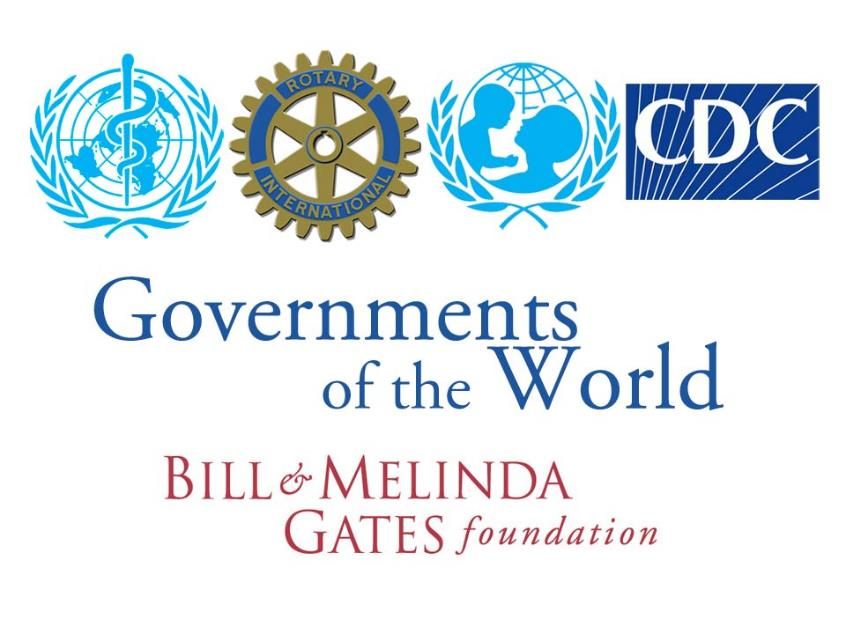 ROTARY
INTERNATIONAL
CDC
Governments
of the World
BILL & MELINDA
GATES foundation